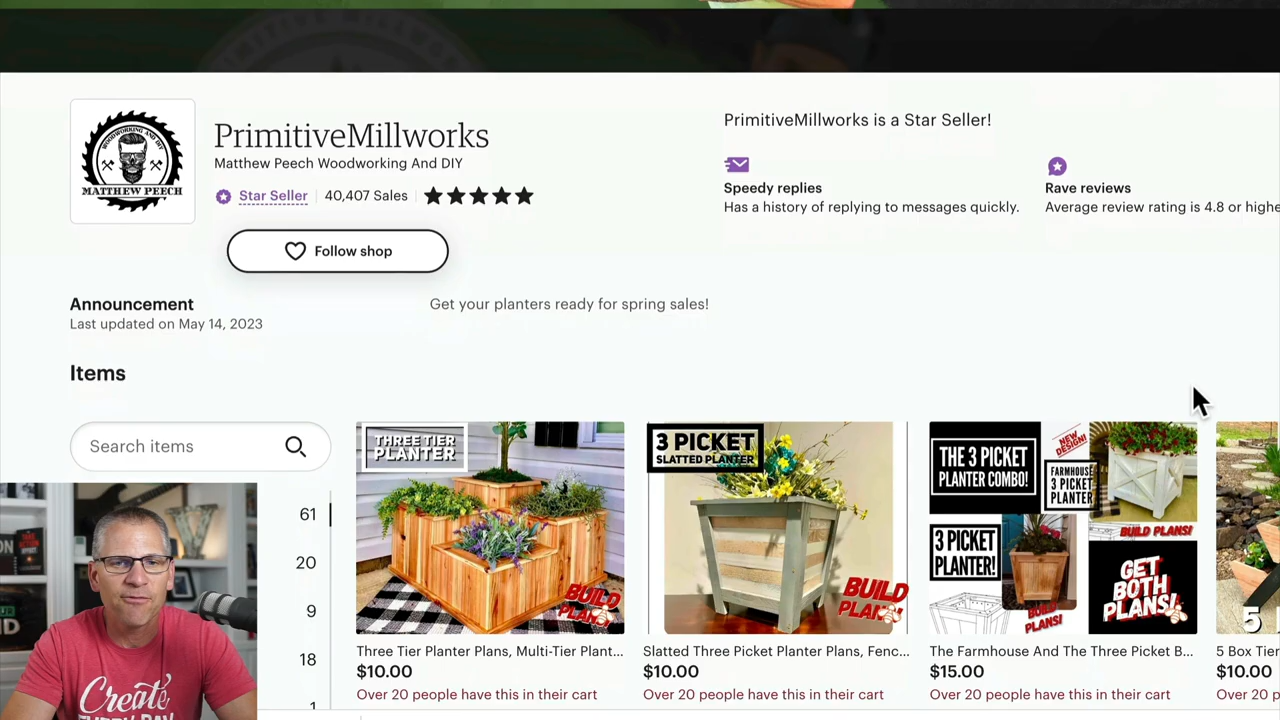 WOODWORKING AND DIY
MATTHEW PEECH
PrimitiveMillworks
Matthew Peech Woodworking And DIY
Star Seller
40,407 Sales
Follow shop
PrimitiveMillworks is a Star Seller!
Speedy replies
Has a history of replying to messages quickly.
Rave reviews
Average review rating is 4.8 or highe
Announcement
Last updated on May 14, 2023
Get your planters ready for spring sales!
Items
Search items
61
20
9
18
1
THREE TIER
PLANTER
BUILD
PLANS
Three Tier Planter Plans, Multi-Tier Plant...
$10.00
Over 20 people have this in their cart
3 PICKET
SLATTED PLANTER
BUILD
PLANS
Slatted Three Picket Planter Plans, Fenc...
$10.00
Over 20 people have this in their cart
THE 3 PICKET
PLANTER COMBO!
NEW
DESIGN!
FARMHOUSE
3 PICKET
PLANTER
BUILD PLANS!
3 PICKET
PLANTER!
BUILD
PLANS!
GET
BOTH
PLANS!
The Farmhouse And The Three Picket B...
$15.00
Over 20 people have this in their cart
5
5 Box Tier
$10.00
Over 20 p
Create
EVERY DAY